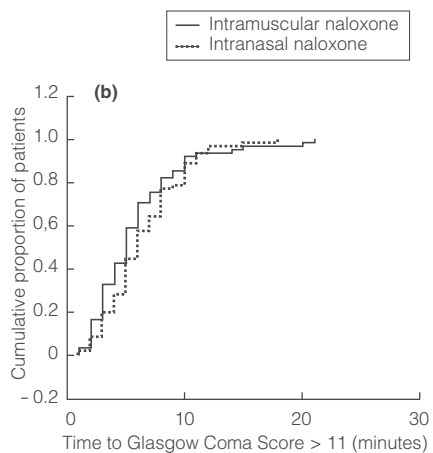 Intramuscular naloxone
Intranasal naloxone
(b)
Cumulative proportion of patients
1.2
1.0
0.8
0.6
0.4
0.2
0
–0.2
0
10
20
30
Time to Glasgow Coma Score > 11 (minutes)